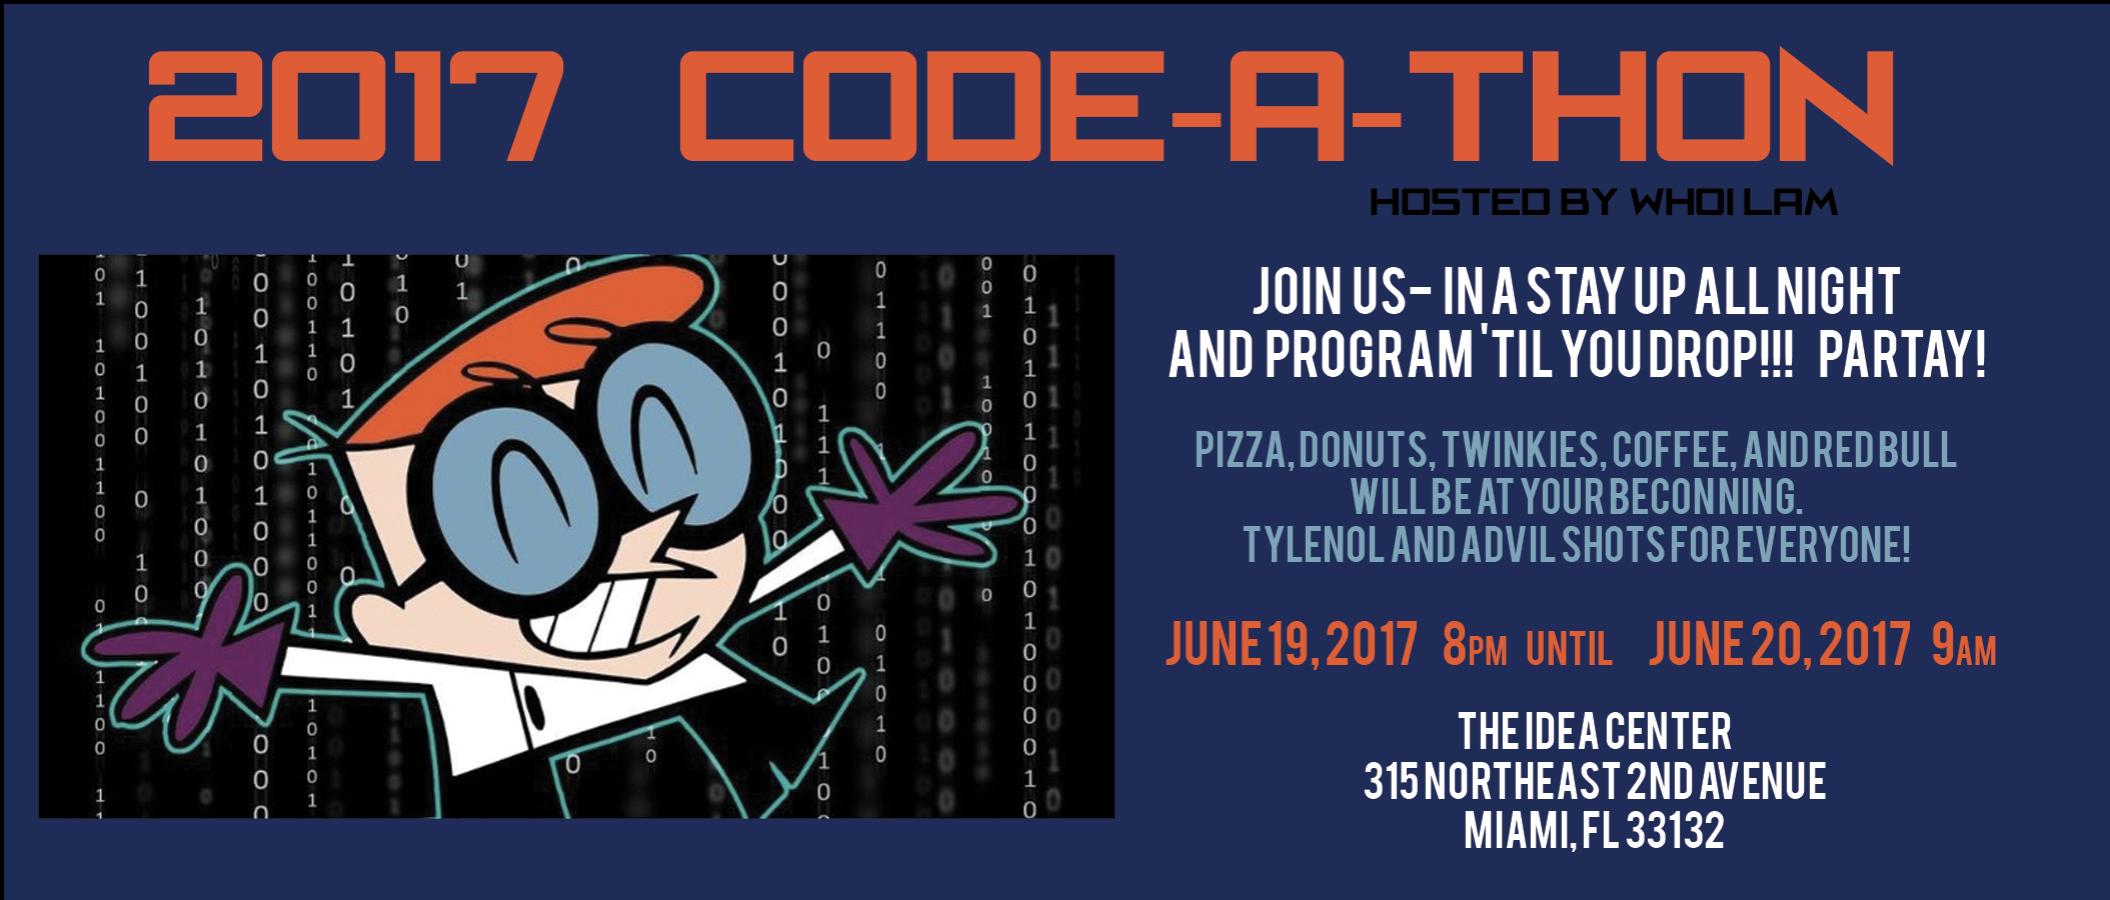 2017 CODE-A-THON
HOSTED BY WHOI LAM
JOIN US- IN A STAY UP ALL NIGHT
AND PROGRAM 'TIL YOU DROP!!! PARTAY!
PIZZA, DONUTS, TWINKIES, COFFEE, AND RED BULL
WILL BE AT YOUR BECONNING.
TYLENOL AND ADVIL SHOTS FOR EVERYONE!
JUNE 19, 2017 8PM UNTIL JUNE 20, 2017 9AM
THE IDEA CENTER
315 NORTHEAST 2ND AVENUE
MIAMI, FL 33132